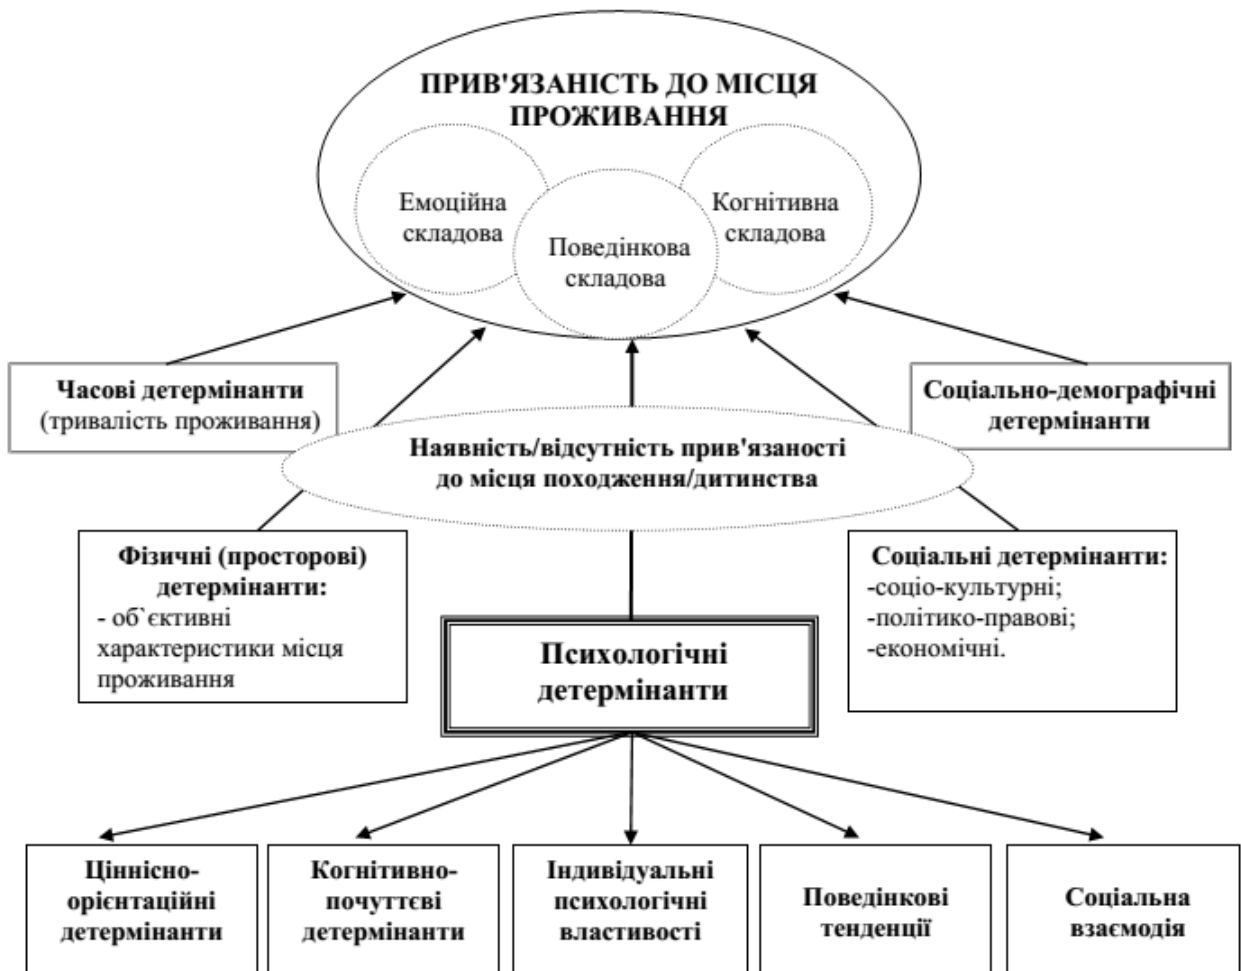 ПРИВ'ЯЗАНІСТЬ ДО МІСЦЯ
ПРОЖИВАННЯ
Емоційна
складова
Поведінкова
складова
Когнітивна
складова
Часові детермінанти
(тривалість проживання)
Соціально-демографічні
детермінанти
Наявність/відсутність прив'язаності
до місця походження/дитинства
Фізичні (просторові)
детермінанти:
- об`єктивні
характеристики місця
проживання
Соціальні детермінанти:
-соціо-культурні;
-політико-правові;
-економічні.
Психологічні
детермінанти
Ціннісно-
орієнтаційні
детермінанти
Когнітивно-
почуттєві
детермінанти
Індивідуальні
психологічні
властивості
Поведінкові
тенденції
Соціальна
взаємодія